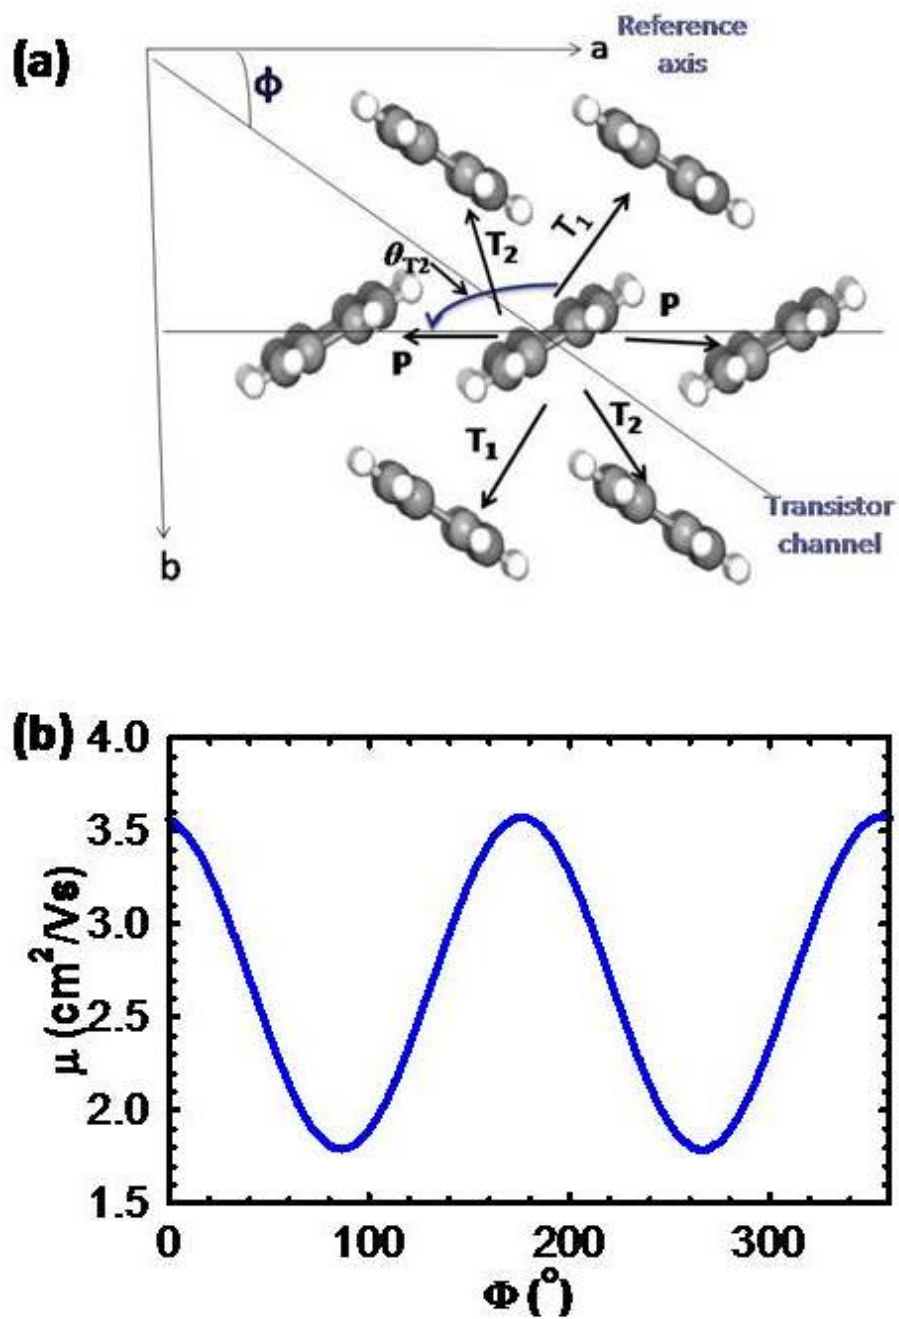 (a)
Reference
axis
a
ϕ
T₂
T₁
θT2
P
P
T₁
T₂
Transistor
channel
b
(b)
4.0
3.5
3.0
2.5
2.0
1.5
μ (cm²/Vs)
0 100 200 300
Φ (°)